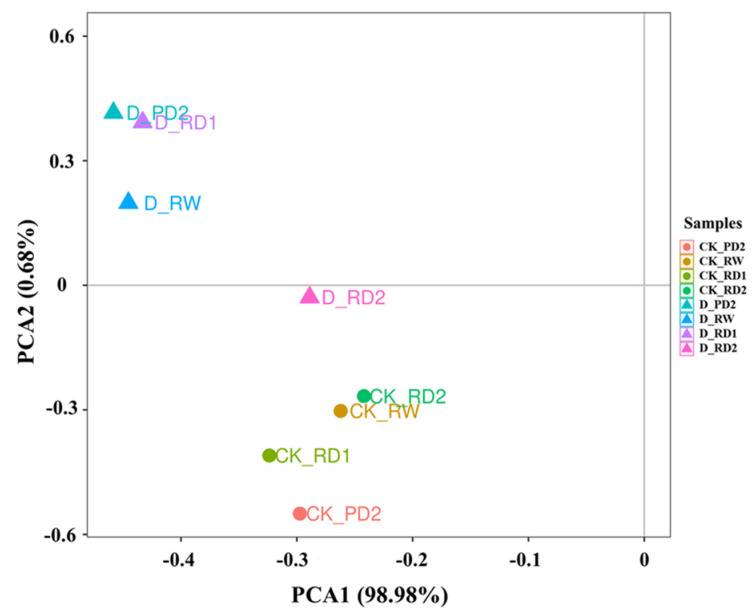 0.6
D_PD2
D_RD1
0.3
D_RW
0
D_RD2
CK_RD2
CK_RW
-0.3
CK_RD1
CK_PD2
-0.6
-0.4 -0.3 -0.2 -0.1 0
PCA1 (98.98%)
PCA2 (0.68%)
Samples
CK_PD2
CK_RW
CK_RD1
CK_RD2
D_PD2
D_RW
D_RD1
D_RD2